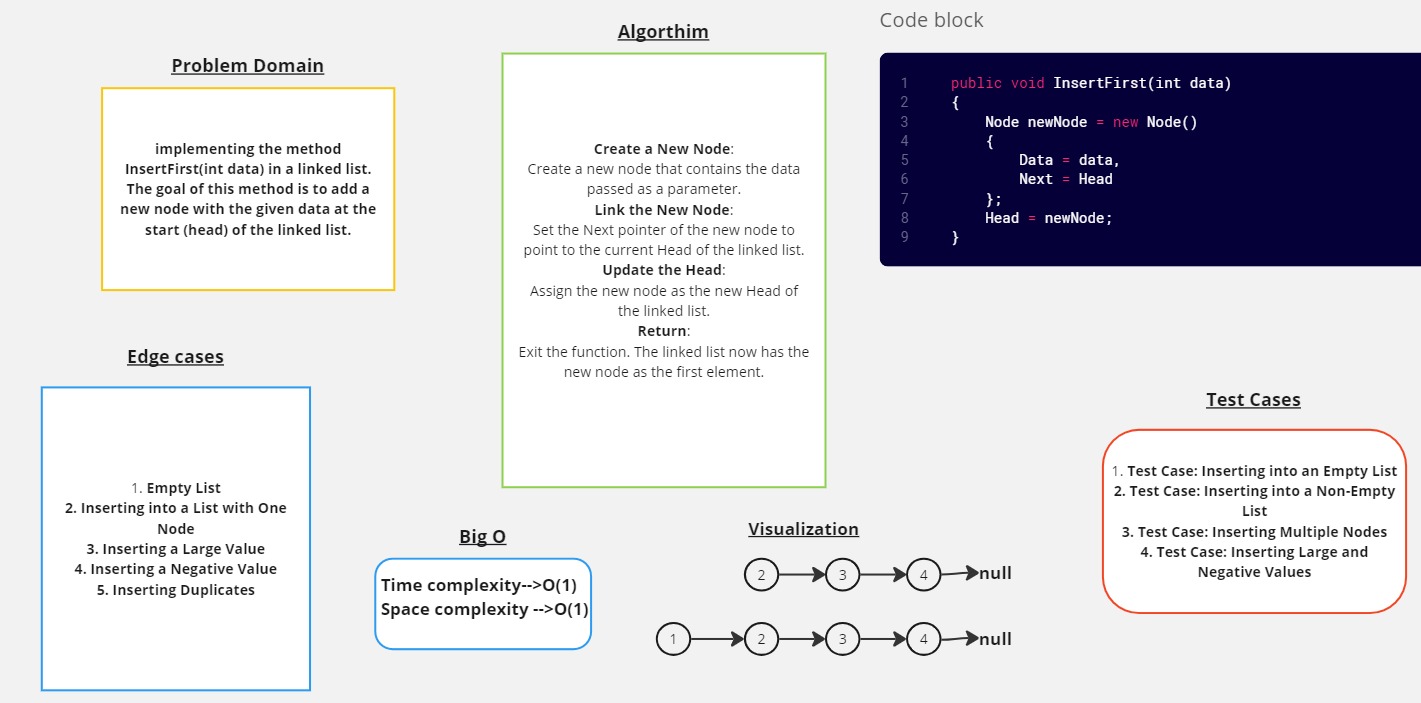 Problem Domain
implementing the method
InsertFirst(int data) in a linked list.
The goal of this method is to add a
new node with the given data at the
start (head) of the linked list.
Algorthim
Create a New Node:
Create a new node that contains the data
passed as a parameter.
Link the New Node:
Set the Next pointer of the new node to
point to the current Head of the linked list.
Update the Head:
Assign the new node as the new Head of
the linked list.
Return:
Exit the function. The linked list now has the
new node as the first element.
Code block
1 public void InsertFirst(int data)
2 {
3 Node newNode = new Node()
4 {
5 Data = data,
6 Next = Head
7 };
8 Head = newNode;
9 }
Edge cases
1. Empty List
2. Inserting into a List with One
Node
3. Inserting a Large Value
4. Inserting a Negative Value
5. Inserting Duplicates
Big O
Time complexity-->O(1)
Space complexity -->O(1)
Visualization
2 3 4 null
1 2 3 4 null
Test Cases
1. Test Case: Inserting into an Empty List
2. Test Case: Inserting into a Non-Empty
List
3. Test Case: Inserting Multiple Nodes
4. Test Case: Inserting Large and
Negative Values